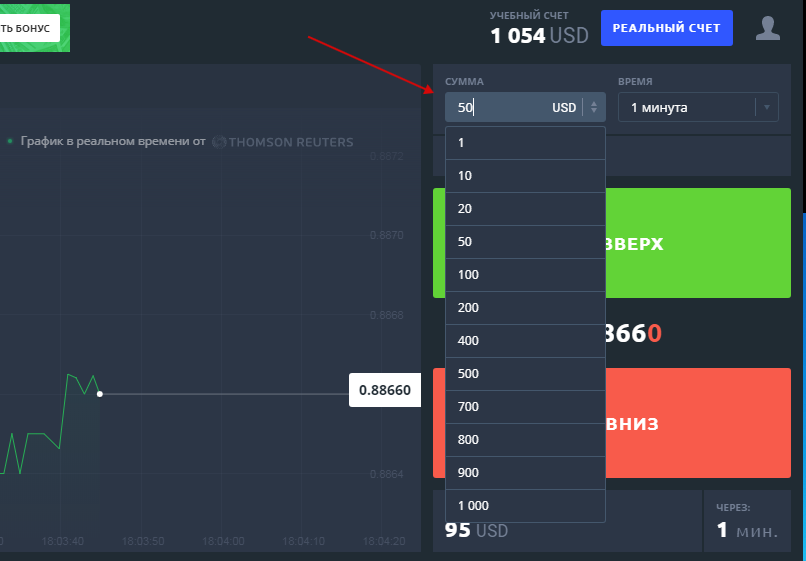 ТЬ БОНУС
УЧЕБНЫЙ СЧЕТ
1 054 USD
РЕАЛЬНЫЙ СЧЕТ
СУММА
ВРЕМЯ
50 USD
1 минута
График в реальном времени от THOMSON REUTERS
1
10
20
50
100
200
400
500
700
800
900
1 000
0.8872
0.8870
0.8868
0.88660
0.8864
ВВЕРХ
8660
ВНИЗ
95 USD
ЧЕРЕЗ:
1 мин.
18:03:40 18:03:50 18:04:00 18:04:10 18:04:20